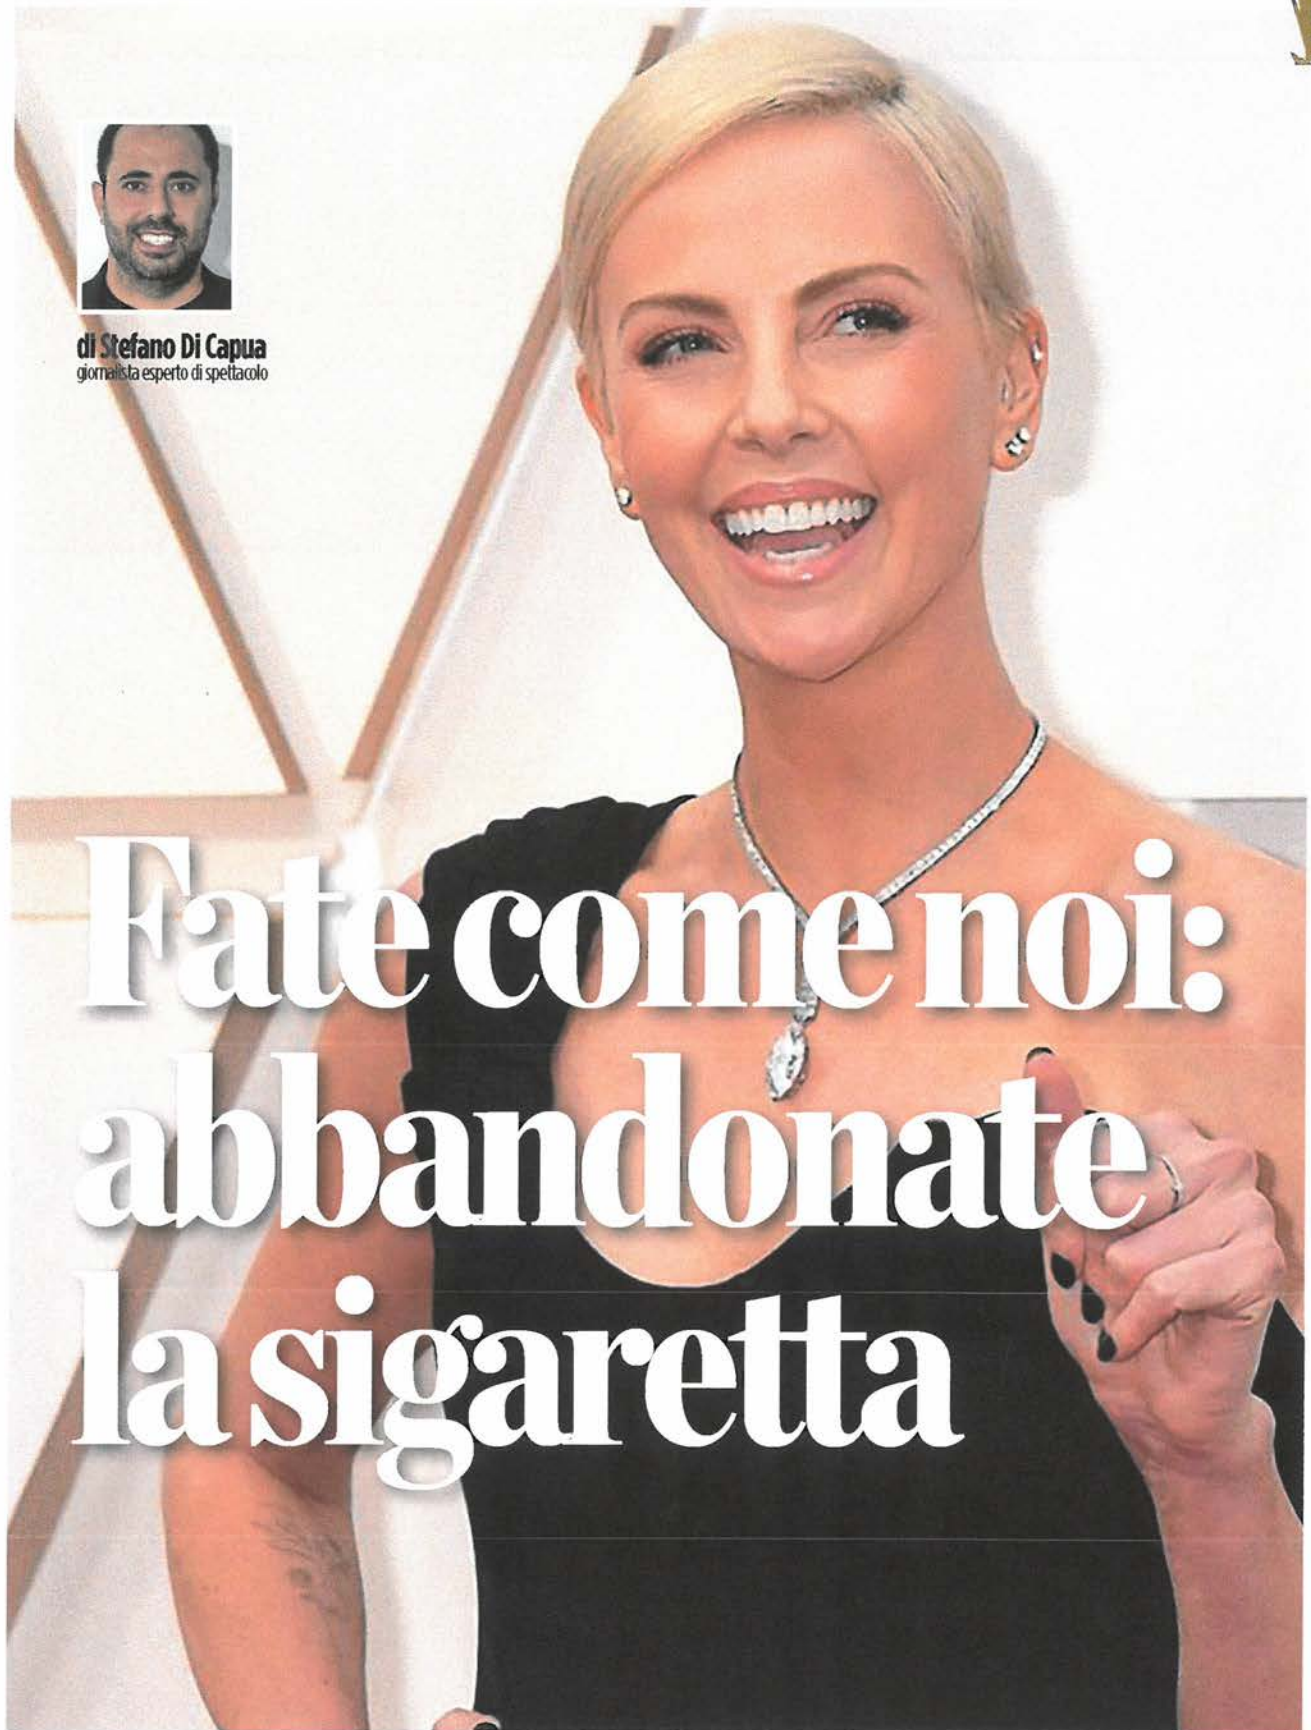 di Stefano Di Capua
giornalista esperto di spettacolo
Fate come noi:
abbandonate
la sigaretta